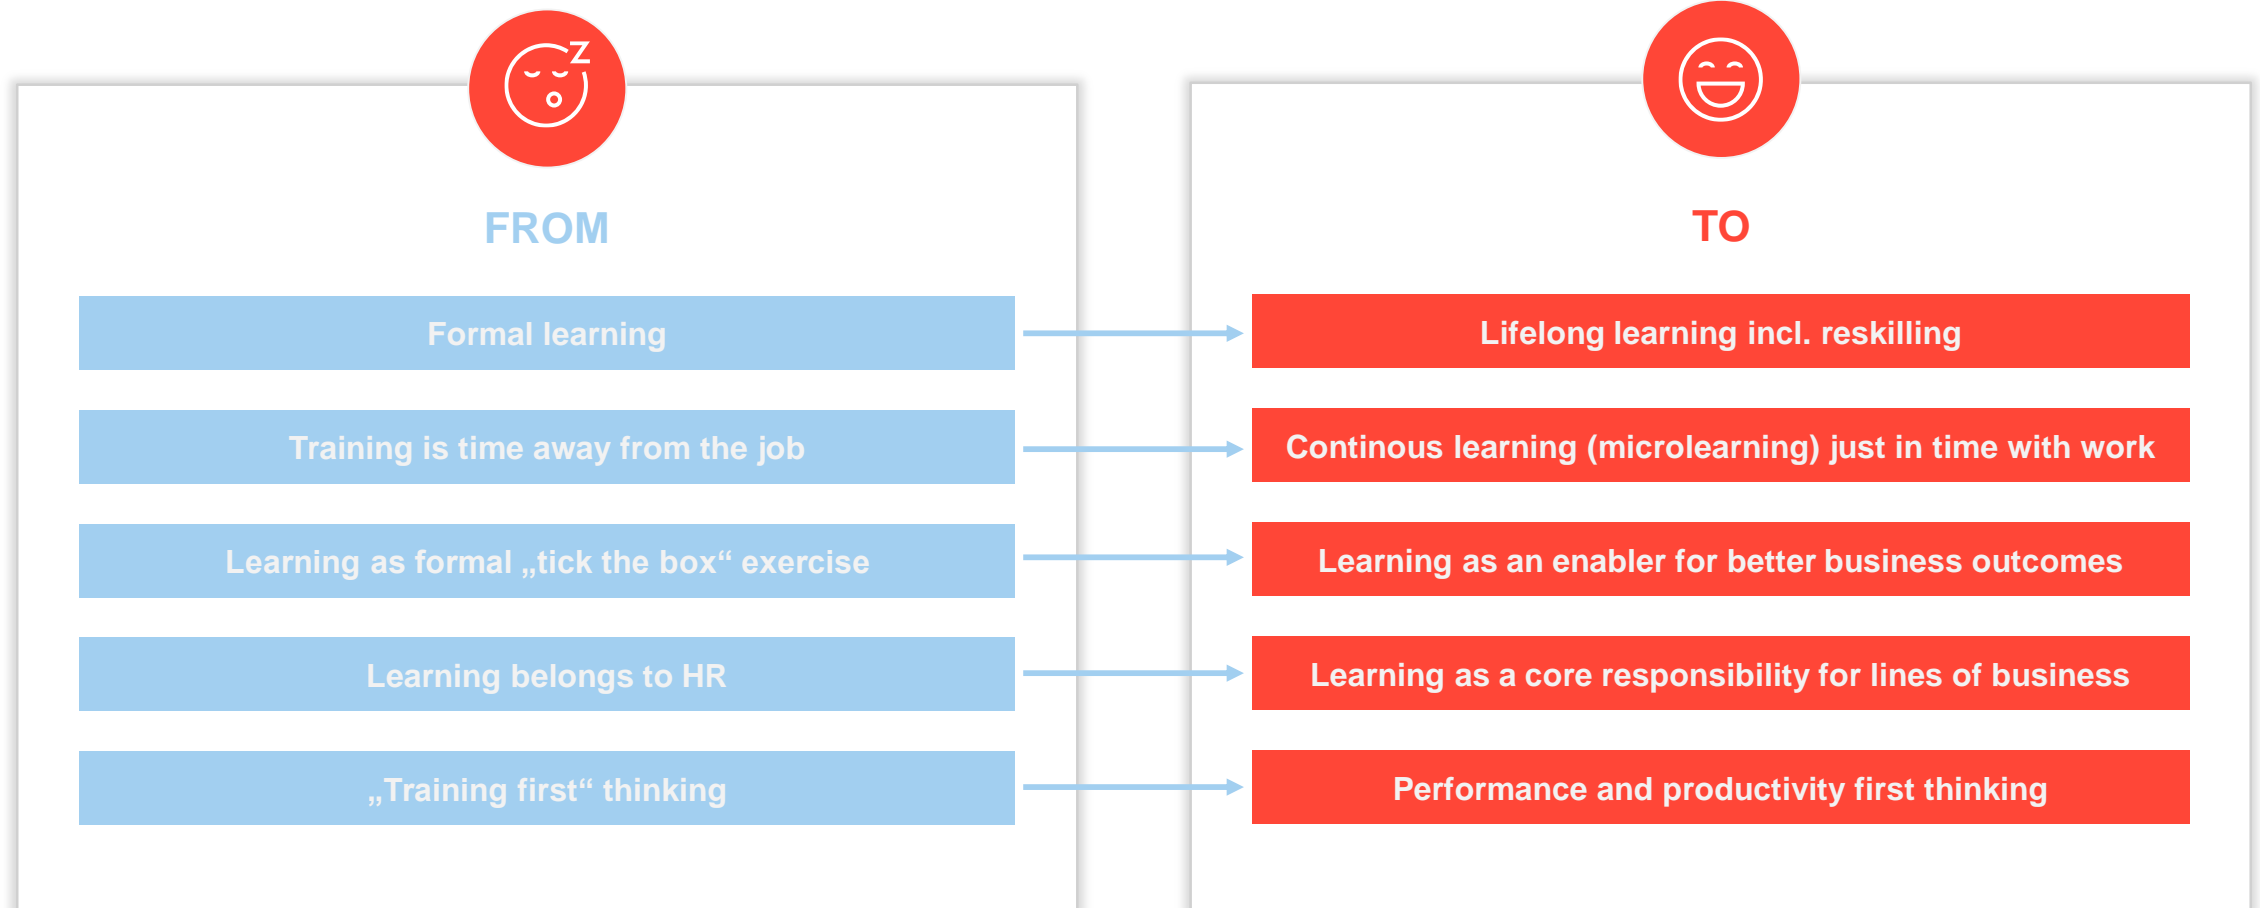 Z
FROM
Formal learning
Training is time away from the job
Learning as formal „tick the box“ exercise
Learning belongs to HR
„Training first“ thinking
TO
Lifelong learning incl. reskilling
Continous learning (microlearning) just in time with work
Learning as an enabler for better business outcomes
Learning as a core responsibility for lines of business
Performance and productivity first thinking